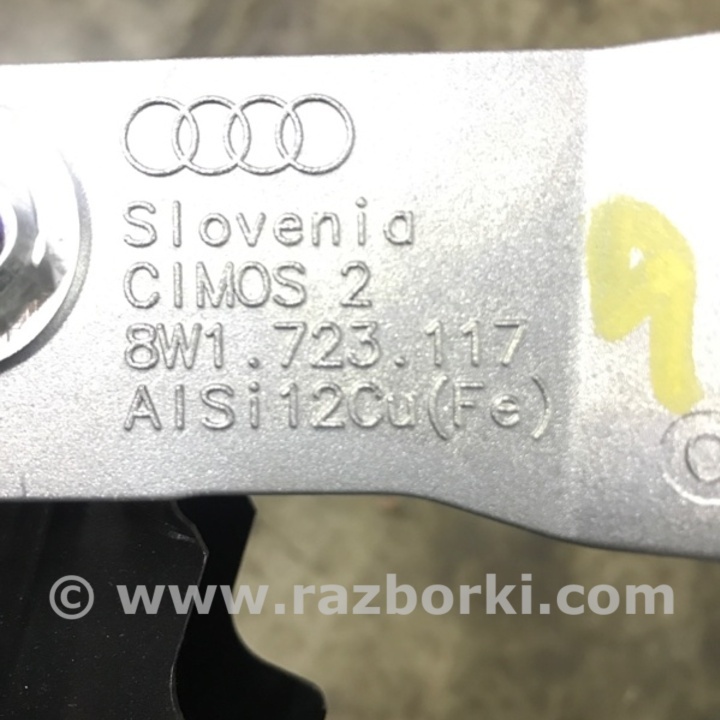 Slovenia
CIMOS 2
8W1.723.117
AlSi12Cu(Fe)
© www.razborki.com